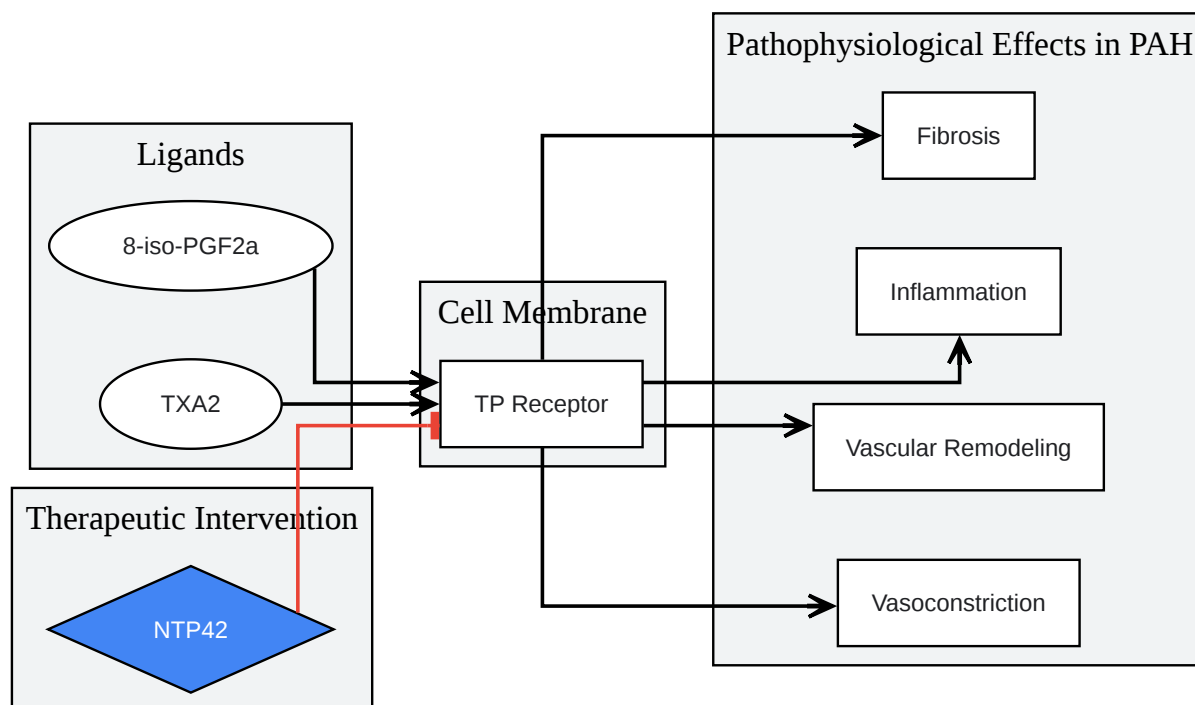 Pathophysiological Effects in PAH
Fibrosis
Ligands
8-iso-PGF2a
Inflammation
Cell Membrane
TXA2
TP Receptor
Vascular Remodeling
Therapeutic Intervention
NTP42
Vasoconstriction